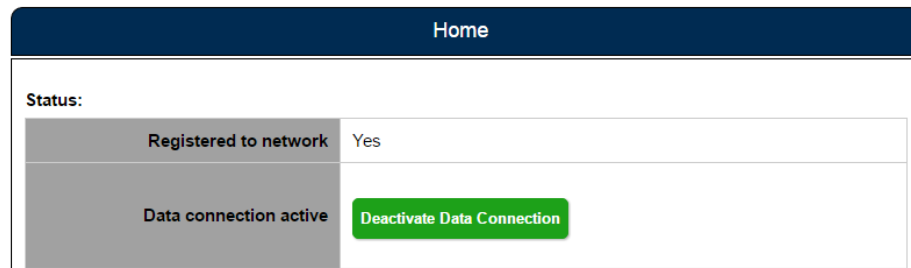 Home
Status:
Registered to network Yes
Data connection active Deactivate Data Connection